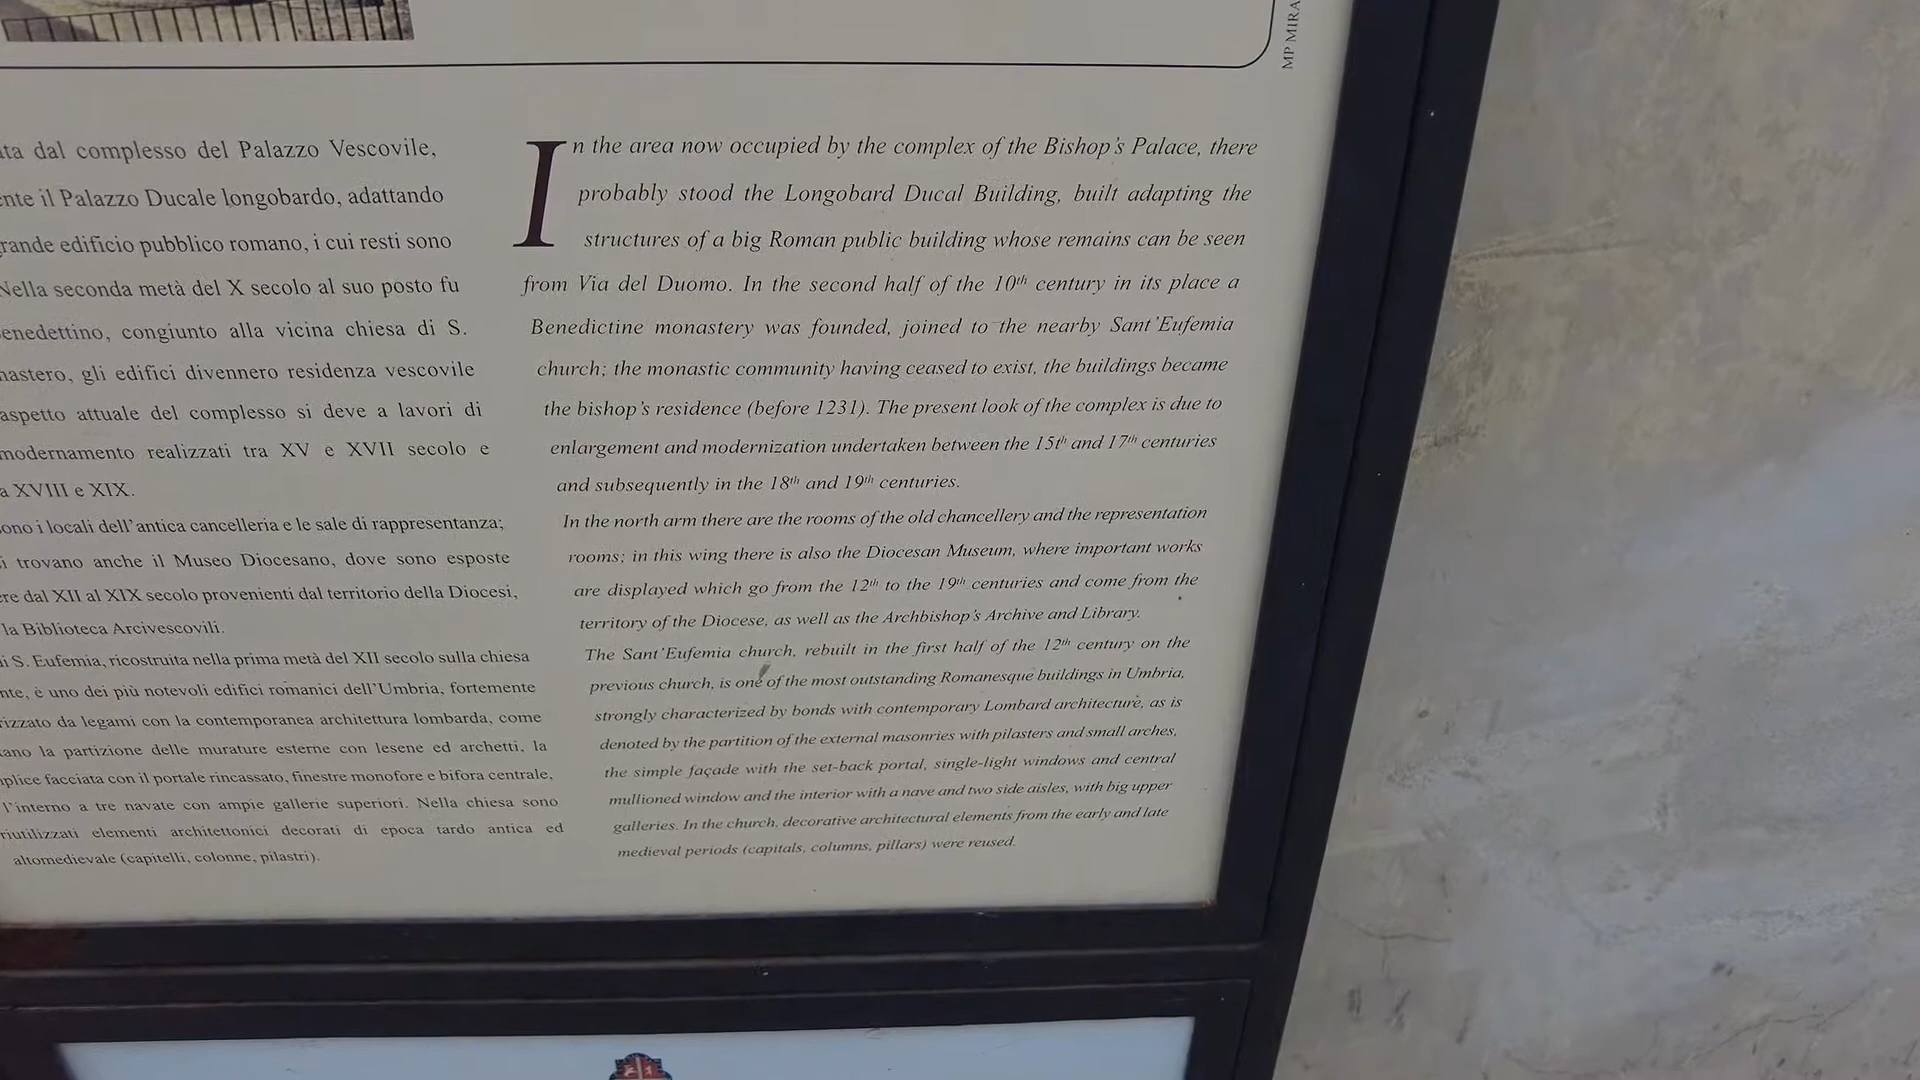 MP MIRA
ta dal complesso del Palazzo Vescovile,
nte il Palazzo Ducale longobardo, adattando
rande edificio pubblico romano, i cui resti sono
Nella seconda metà del X secolo al suo posto fu
enedettino, congiunto alla vicina chiesa di S.
nastero, gli edifici divennero residenza vescovile
aspetto attuale del complesso si deve a lavori di
modernamento realizzati tra XV e XVII secolo e
a XVIII e XIX.
ono i locali dell'antica cancelleria e le sale di rappresentanza;
i trovano anche il Museo Diocesano, dove sono esposte
re dal XII al XIX secolo provenienti dal territorio della Diocesi,
la Biblioteca Arcivescovili.
i S. Eufemia, ricostruita nella prima metà del XII secolo sulla chiesa
nte, è uno dei più notevoli edifici romanici dell'Umbria, fortemente
rizzato da legami con la contemporanea architettura lombarda, come
tano la partizione delle murature esterne con lesene ed archetti, la
plice facciata con il portale rincassato, finestre monofore e bifora centrale,
l'interno a tre navate con ampie gallerie superiori. Nella chiesa sono
riutilizzati elementi architettonici decorati di epoca tardo antica ed
altomedievale (capitelli, colonne, pilastri).
In the area now occupied by the complex of the Bishop's Palace, there
probably stood the Longobard Ducal Building, built adapting the
structures of a big Roman public building whose remains can be seen
from Via del Duomo. In the second half of the 10th century in its place a
Benedictine monastery was founded, joined to the nearby Sant'Eufemia
church; the monastic community having ceased to exist, the buildings became
the bishop's residence (before 1231). The present look of the complex is due to
enlargement and modernization undertaken between the 15th and 17th centuries
and subsequently in the 18th and 19th centuries.
In the north arm there are the rooms of the old chancellery and the representation
rooms; in this wing there is also the Diocesan Museum, where important works
are displayed which go from the 12th to the 19th centuries and come from the
territory of the Diocese, as well as the Archbishop's Archive and Library.
The Sant'Eufemia church, rebuilt in the first half of the 12th century on the
previous church, is one of the most outstanding Romanesque buildings in Umbria,
strongly characterized by bonds with contemporary Lombard architecture, as is
denoted by the partition of the external masonries with pilasters and small arches,
the simple façade with the set-back portal, single-light windows and central
mullioned window and the interior with a nave and two side aisles, with big upper
galleries. In the church, decorative architectural elements from the early and late
medieval periods (capitals, columns, pillars) were reused.